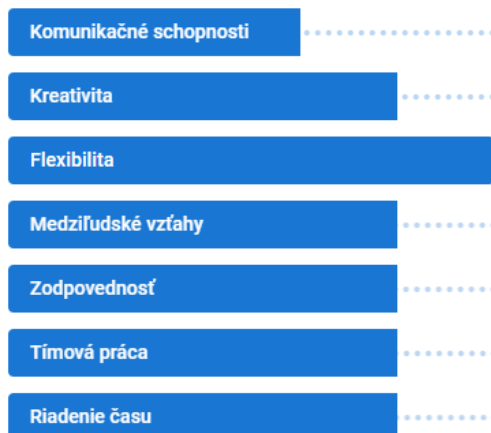 Komunikačné schopnosti
Kreativita
Flexibilita
Medziľudské vzťahy
Zodpovednosť
Tímová práca
Riadenie času